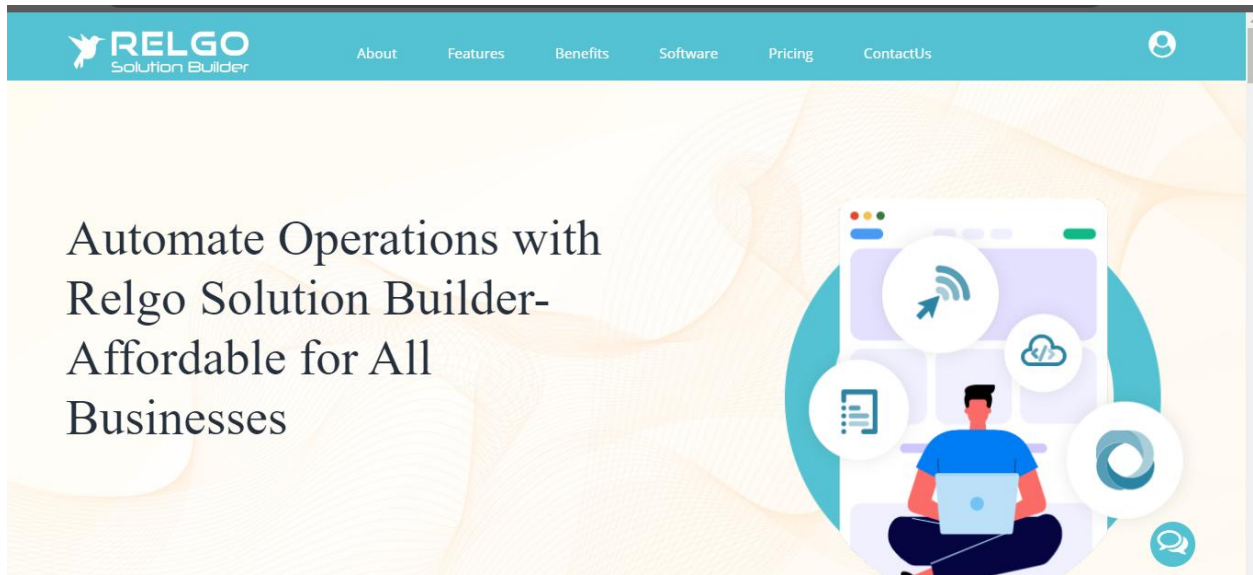 RELGO
Solution Builder
About Features Benefits Software Pricing ContactUs
Automate Operations with
Relgo Solution Builder-
Affordable for All
Businesses